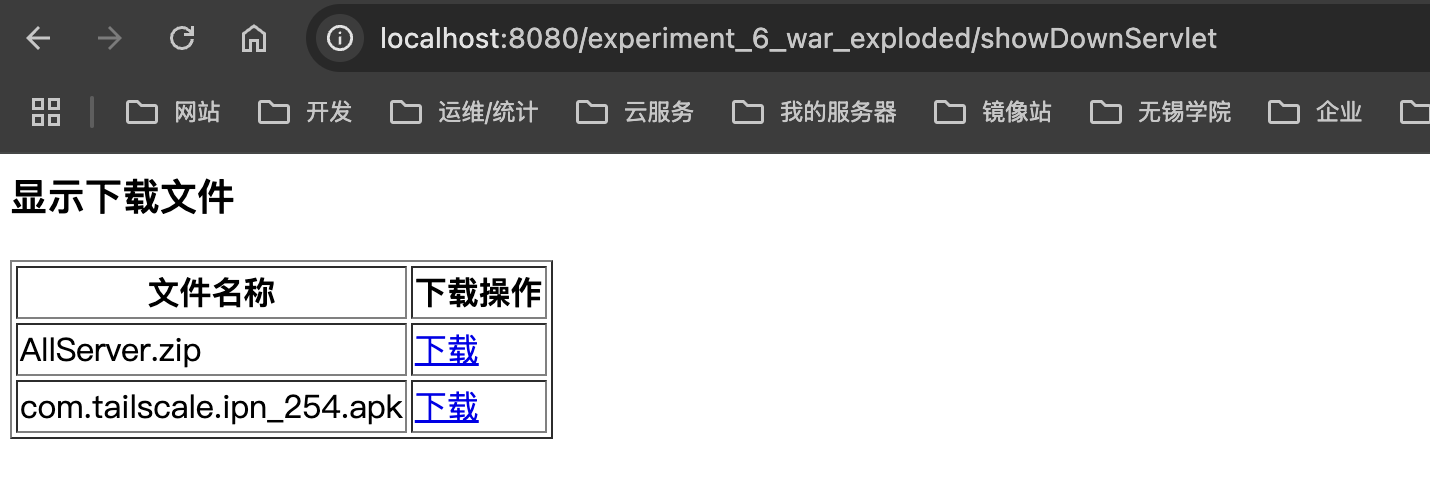 localhost:8080/experiment_6_war_exploded/showDownServlet
网站 开发 运维/统计 云服务 我的服务器 镜像站 无锡学院 企业
显示下载文件
文件名称 下载操作
AllServer.zip 下载
com.tailscale.ipn_254.apk 下载